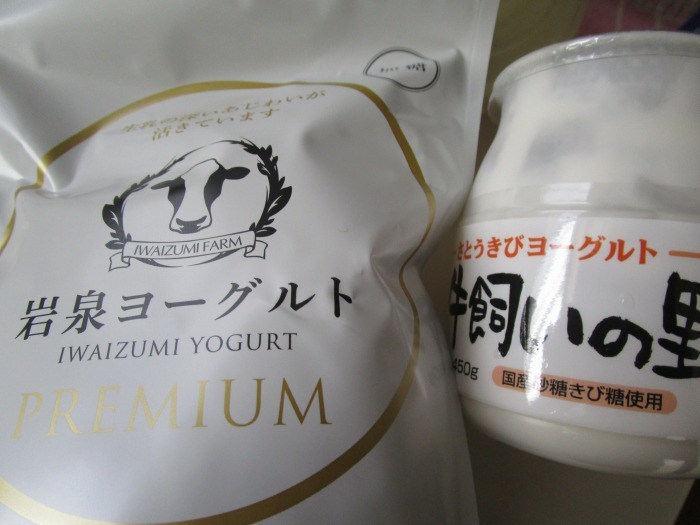 生乳の深いあじわいが
活きています
IWAIZUMI FARM
岩泉ヨーグルト
IWAIZUMI YOGURT
PREMIUM
さとうきびヨーグルト
牛飼いの里
450g
国産砂糖きび糖使用